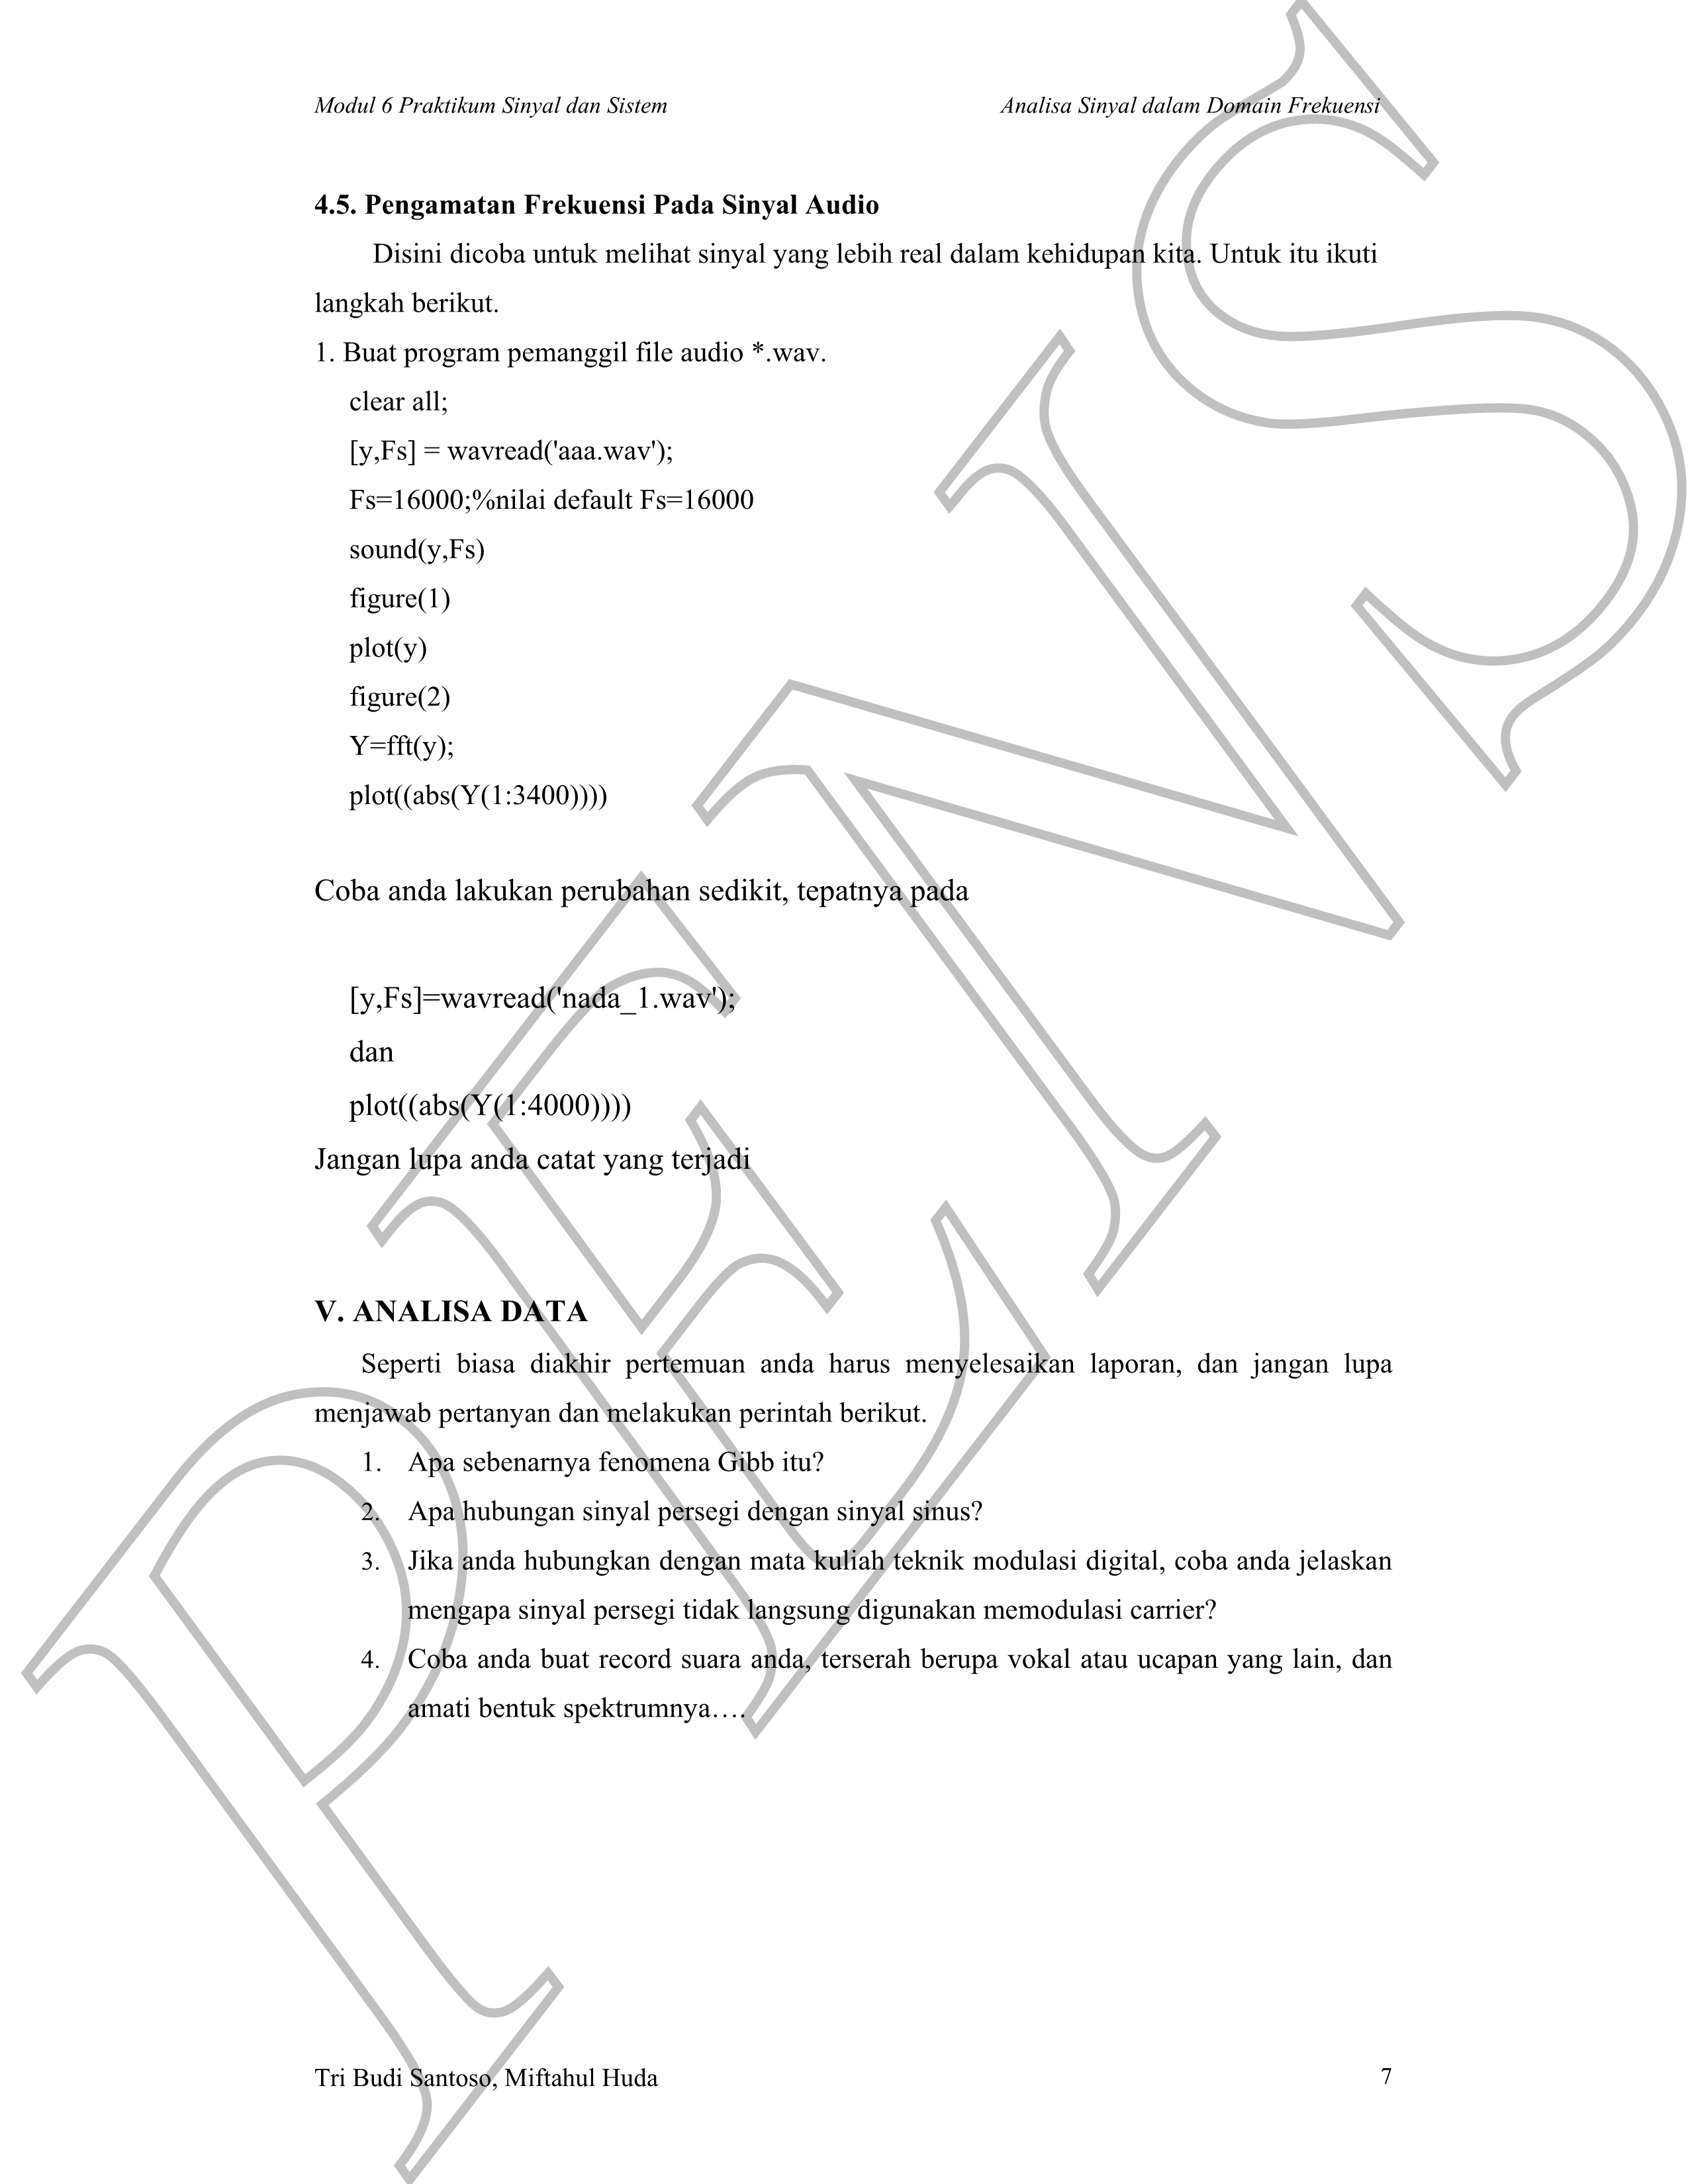 Modul 6 Praktikum Sinyal dan Sistem Analisa Sinyal dalam Domain Frekuensi
4.5. Pengamatan Frekuensi Pada Sinyal Audio
Disini dicoba untuk melihat sinyal yang lebih real dalam kehidupan kita. Untuk itu ikuti
langkah berikut.
1. Buat program pemanggil file audio *.wav.
clear all;
[y,Fs] = wavread('aaa.wav');
Fs=16000;%nilai default Fs=16000
sound(y,Fs)
figure(1)
plot(y)
figure(2)
Y=fft(y);
plot((abs(Y(1:3400))))
Coba anda lakukan perubahan sedikit, tepatnya pada
[y,Fs]=wavread('nada_1.wav');
dan
plot((abs(Y(1:4000))))
Jangan lupa anda catat yang terjadi
V. ANALISA DATA
Seperti biasa diakhir pertemuan anda harus menyelesaikan laporan, dan jangan lupa
menjawab pertanyan dan melakukan perintah berikut.
1. Apa sebenarnya fenomena Gibb itu?
2. Apa hubungan sinyal persegi dengan sinyal sinus?
3. Jika anda hubungkan dengan mata kuliah teknik modulasi digital, coba anda jelaskan
mengapa sinyal persegi tidak langsung digunakan memodulasi carrier?
4. Coba anda buat record suara anda, terserah berupa vokal atau ucapan yang lain, dan
amati bentuk spektrumnya….
Tri Budi Santoso, Miftahul Huda 7
PENS